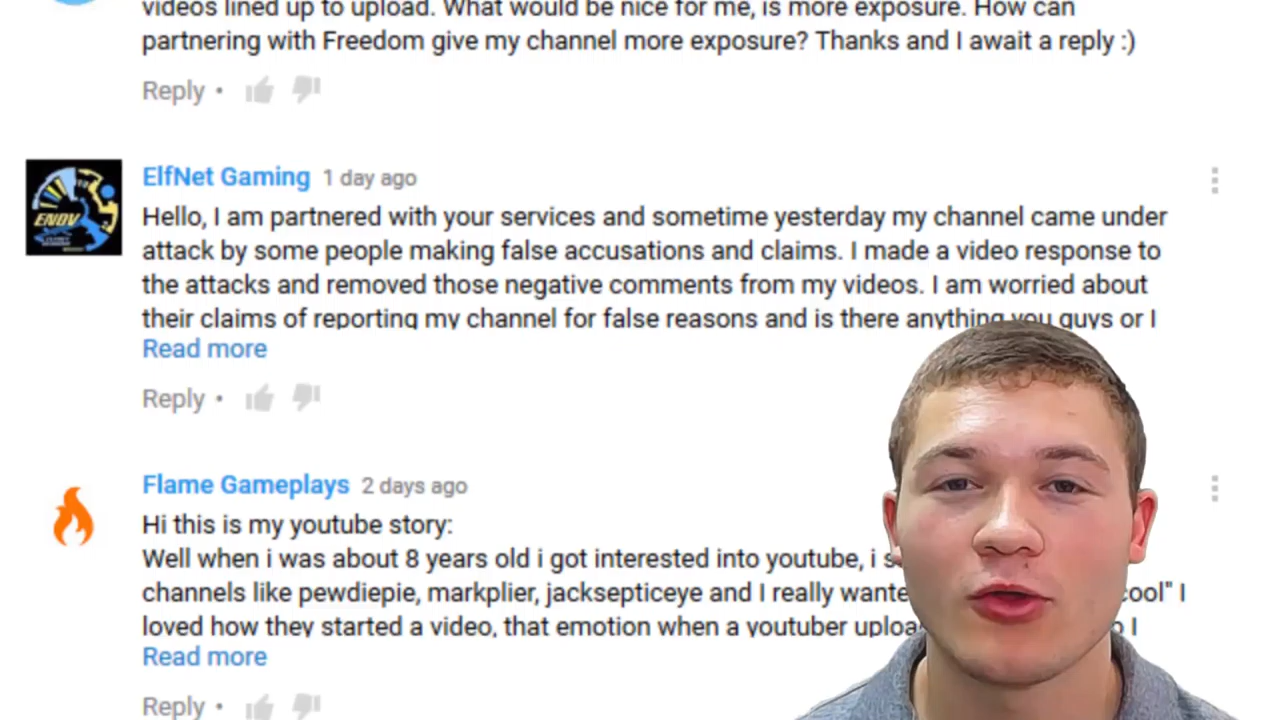 videos lined up to upload. What would be nice for me, is more exposure. How can
partnering with Freedom give my channel more exposure? Thanks and I await a reply :)
Reply •
ElfNet Gaming 1 day ago
ENDV
Hello, I am partnered with your services and sometime yesterday my channel came under
attack by some people making false accusations and claims. I made a video response to
the attacks and removed those negative comments from my videos. I am worried about
their claims of reporting my channel for false reasons and is there anything you guys or I
Read more
Reply •
Flame Gameplays 2 days ago
Hi this is my youtube story:
Well when i was about 8 years old i got interested into youtube, i
channels like pewdiepie, markplier, jacksepticeye and I really cool" I
loved how they started a video, that emotion when a youtuber I
Read more
Reply •